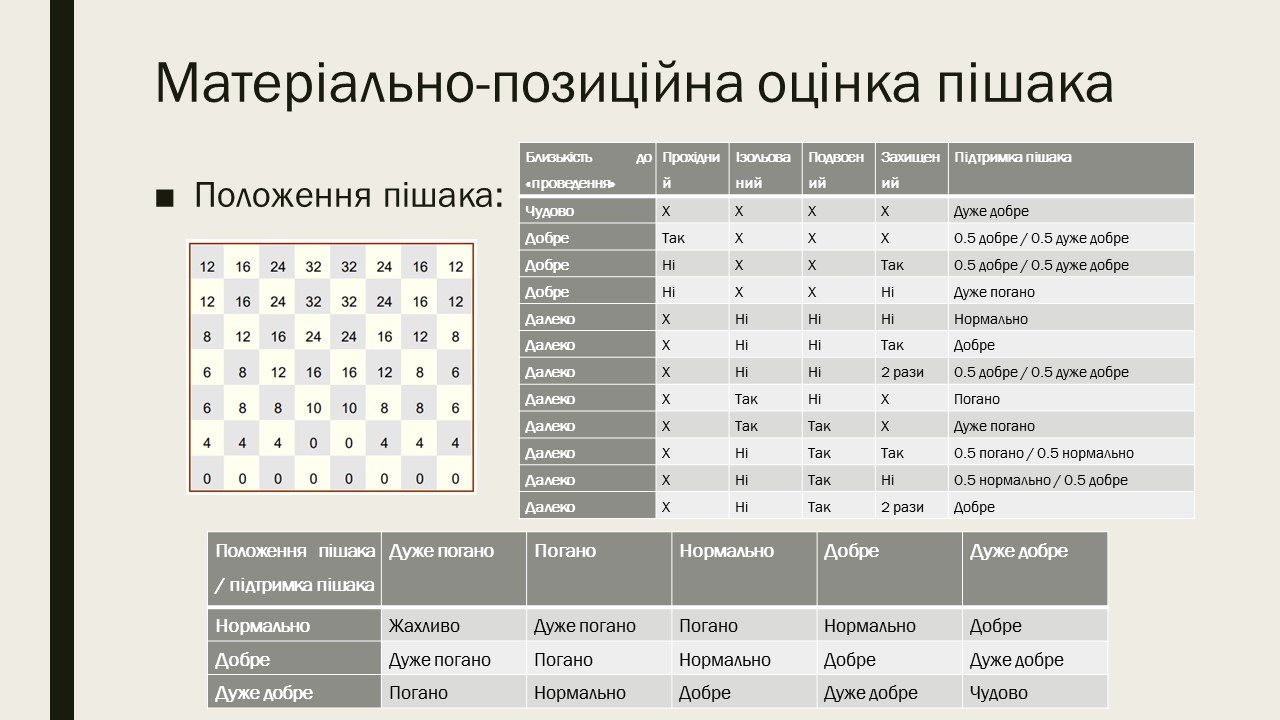 Матеріально-позиційна оцінка пішака
■ Положення пішака:
12 16 24 32 32 24 16 12
12 16 24 32 32 24 16 12
8 12 16 24 24 16 12 8
6 8 12 16 16 12 8 6
6 8 8 10 10 8 8 6
4 4 4 0 0 4 4 4
0 0 0 0 0 0 0 0
Близькість до Прохідни Ізольова Подвоєн Захищен Підтримка пішака
«проведення» й ний ий ий
Чудово Х Х Х Х Дуже добре
Добре Так Х Х Х 0.5 добре / 0.5 дуже добре
Добре Ні Х Х Так 0.5 добре / 0.5 дуже добре
Добре Ні Х Х Ні Дуже погано
Далеко Х Ні Ні Ні Нормально
Далеко Х Ні Ні Так Добре
Далеко Х Ні Ні 2 рази 0.5 добре / 0.5 дуже добре
Далеко Х Так Ні Х Погано
Далеко Х Так Так Х Дуже погано
Далеко Х Ні Так Так 0.5 погано / 0.5 нормально
Далеко Х Ні Так Ні 0.5 нормально / 0.5 добре
Далеко Х Ні Так 2 рази Добре
Положення пішака Дуже погано Погано Нормально Добре Дуже добре
/ підтримка пішака
Нормально Жахливо Дуже погано Погано Нормально Добре
Добре Дуже погано Погано Нормально Добре Дуже добре
Дуже добре Погано Нормально Добре Дуже добре Чудово